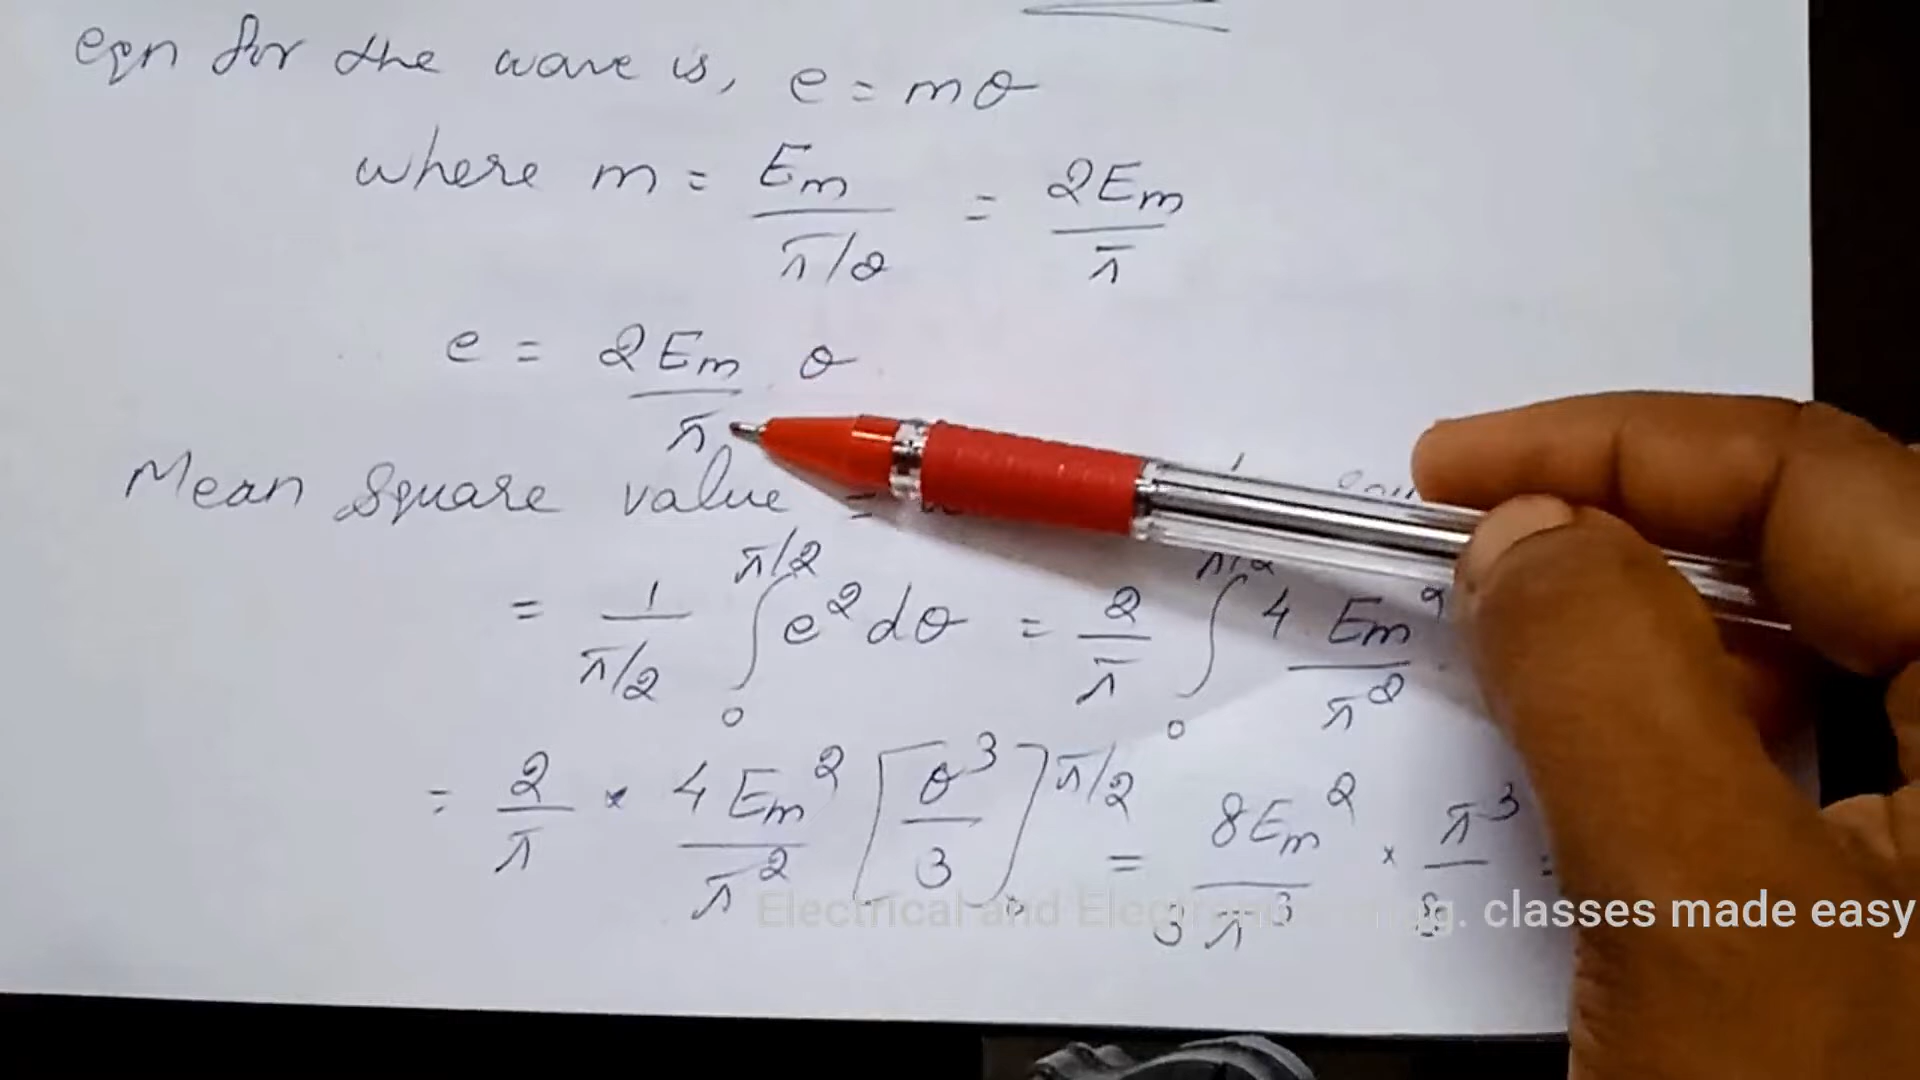 eqn for the wave is, e = mθ
where m = Em / π/2 = 2Em / π
e = 2Em / π θ
Mean Square value =
= 1 / π/2 ∫0^π/2 e² dθ = 2/π ∫0^π/2 4 Em² / π²
= 2/π × 4Em² / π² [θ³/3]0^π/2 = 8Em² / 3π³ × π³/8 =
Electrical and Electronics Engg. classes made easy